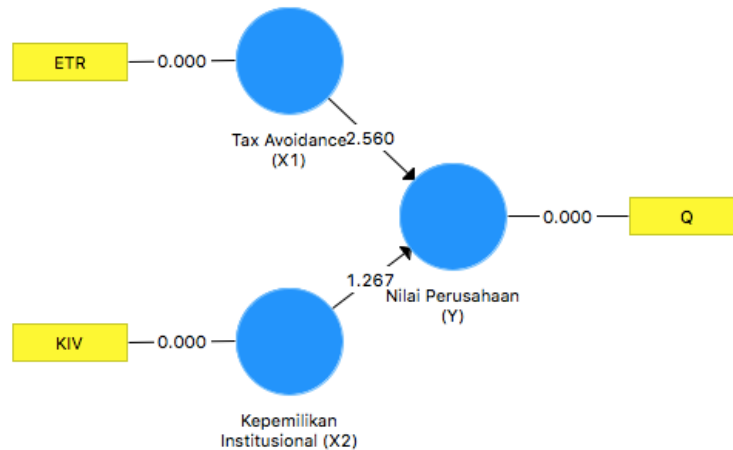 ETR
0.000
Tax Avoidance
(X1)
2.560
0.000
Q
1.267
Nilai Perusahaan
(Y)
KIV
0.000
Kepemilikan
Institusional (X2)